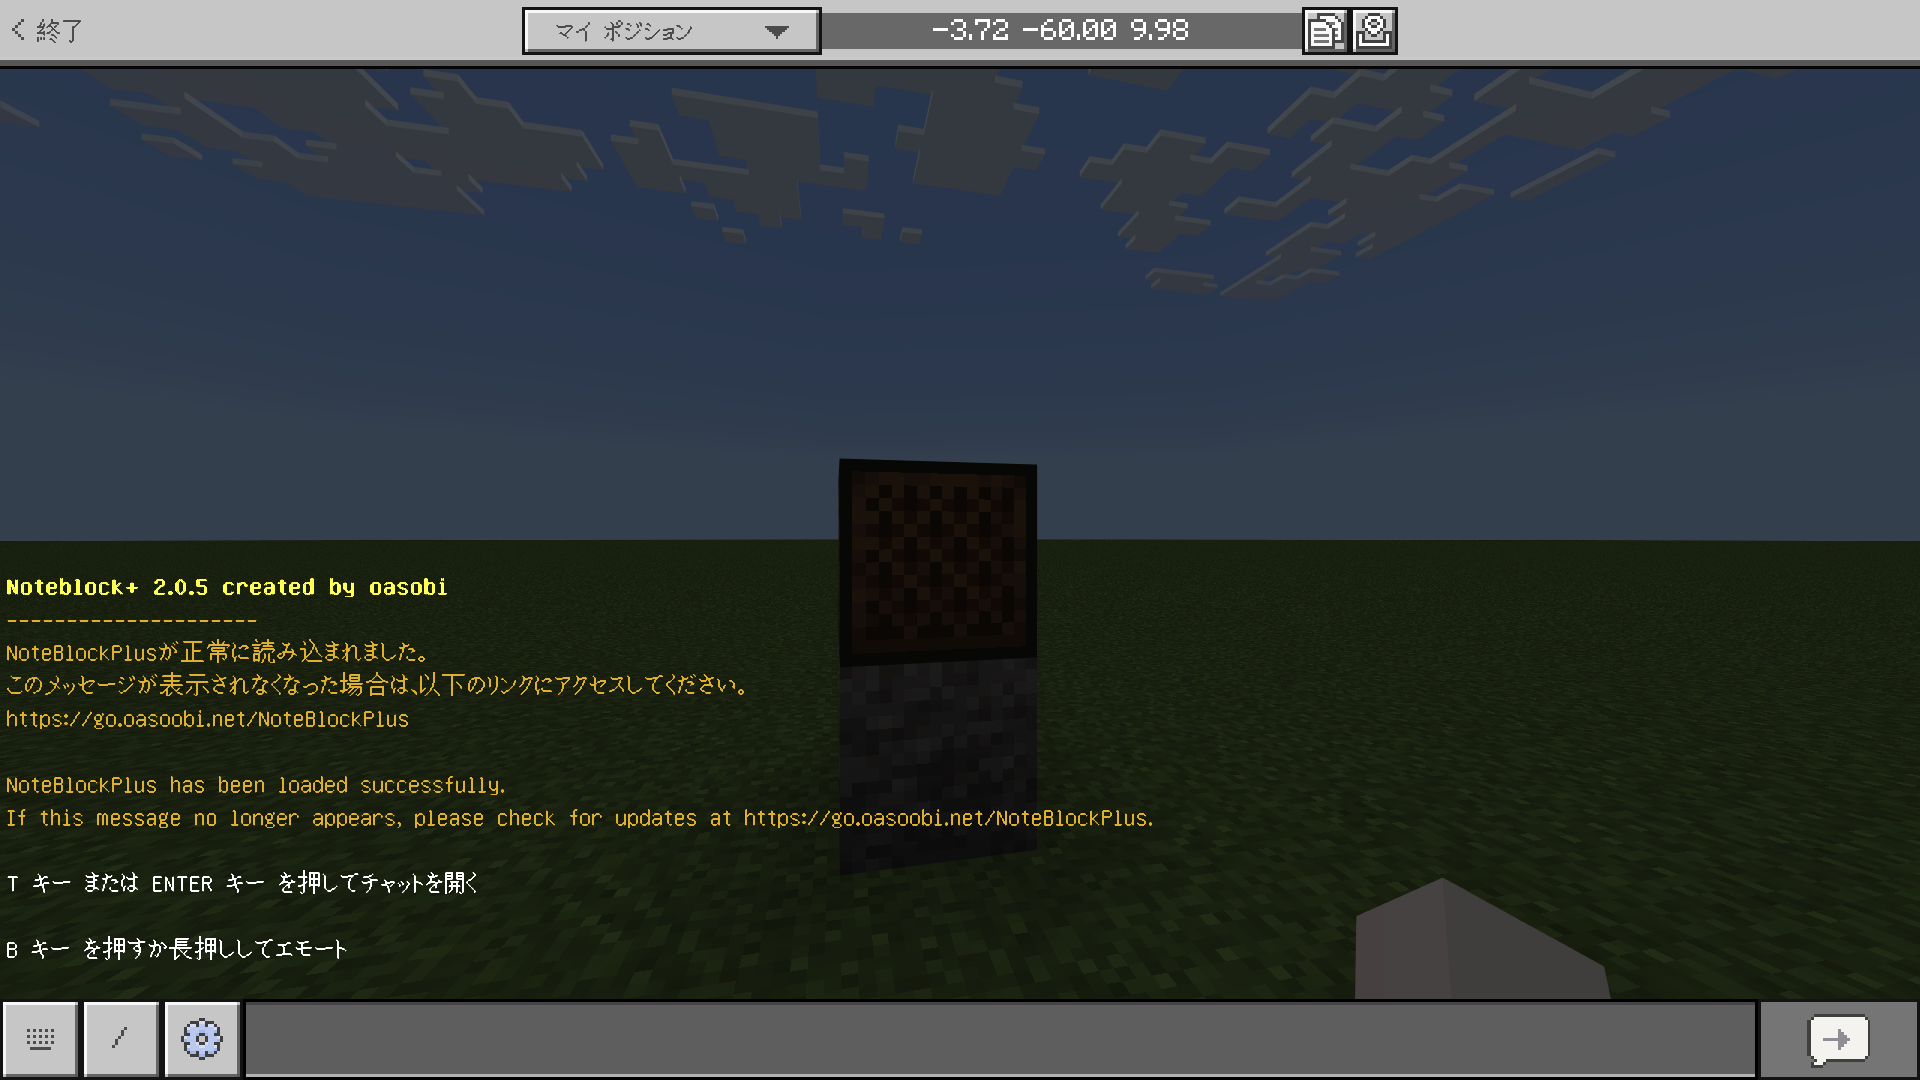 終了
マイ ポジション
-3.72 -60.00 9.98
Noteblock+ 2.0.5 created by oasobi
---------------------
NoteBlockPlusが正常に読み込まれました。
このメッセージが表示されなくなった場合は、以下のリンクにアクセスしてください。
https://go.oasoobi.net/NoteBlockPlus
NoteBlockPlus has been loaded successfully.
If this message no longer appears, please check for updates at https://go.oasoobi.net/NoteBlockPlus.
T キー または ENTER キー を押してチャットを開く
B キー を押すか長押ししてエモート
/